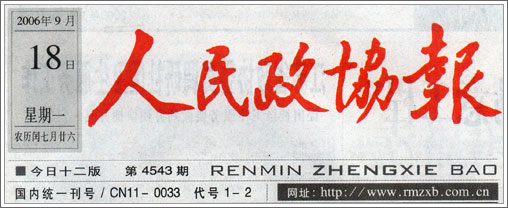 2006年9月
18日
星期一
农历闰七月廿六
人民政協報
■今日十二版 第4543期 RENMIN ZHENGXIE BAO
国内统一刊号/CN11-0033 代号1-2 网址:http://www.rmzxb.com.cn